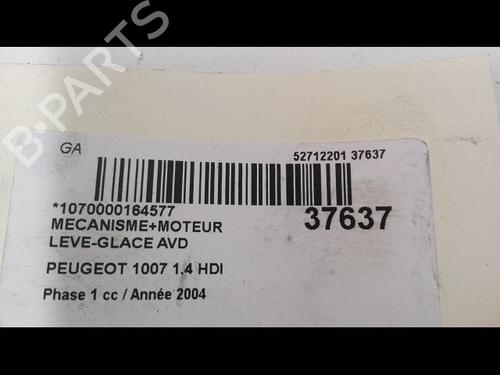 B-PARTS
GA
52712201 37637
*1070000164577
37637
MECANISME+MOTEUR
LEVE-GLACE AVD
PEUGEOT 1007 1.4 HDI
Phase 1 cc / Année 2004